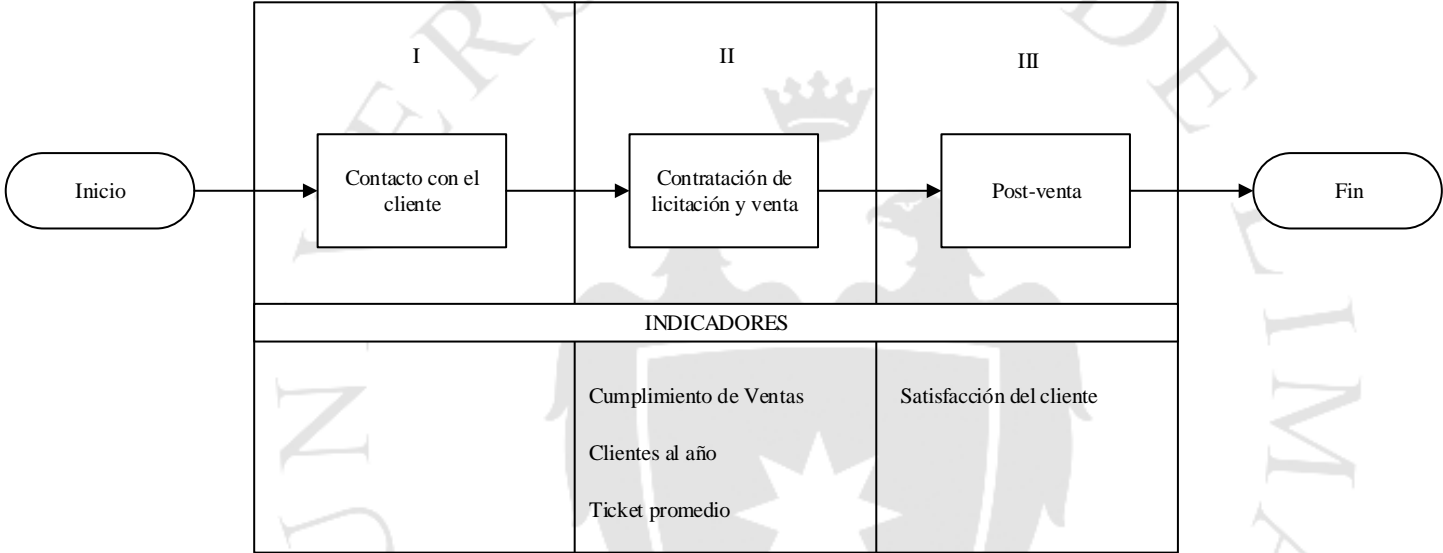 I
II
III
Inicio
Contacto con el
cliente
Contratación de
licitación y venta
Post-venta
Fin
INDICADORES
Cumplimiento de Ventas
Satisfacción del cliente
Clientes al año
Ticket promedio